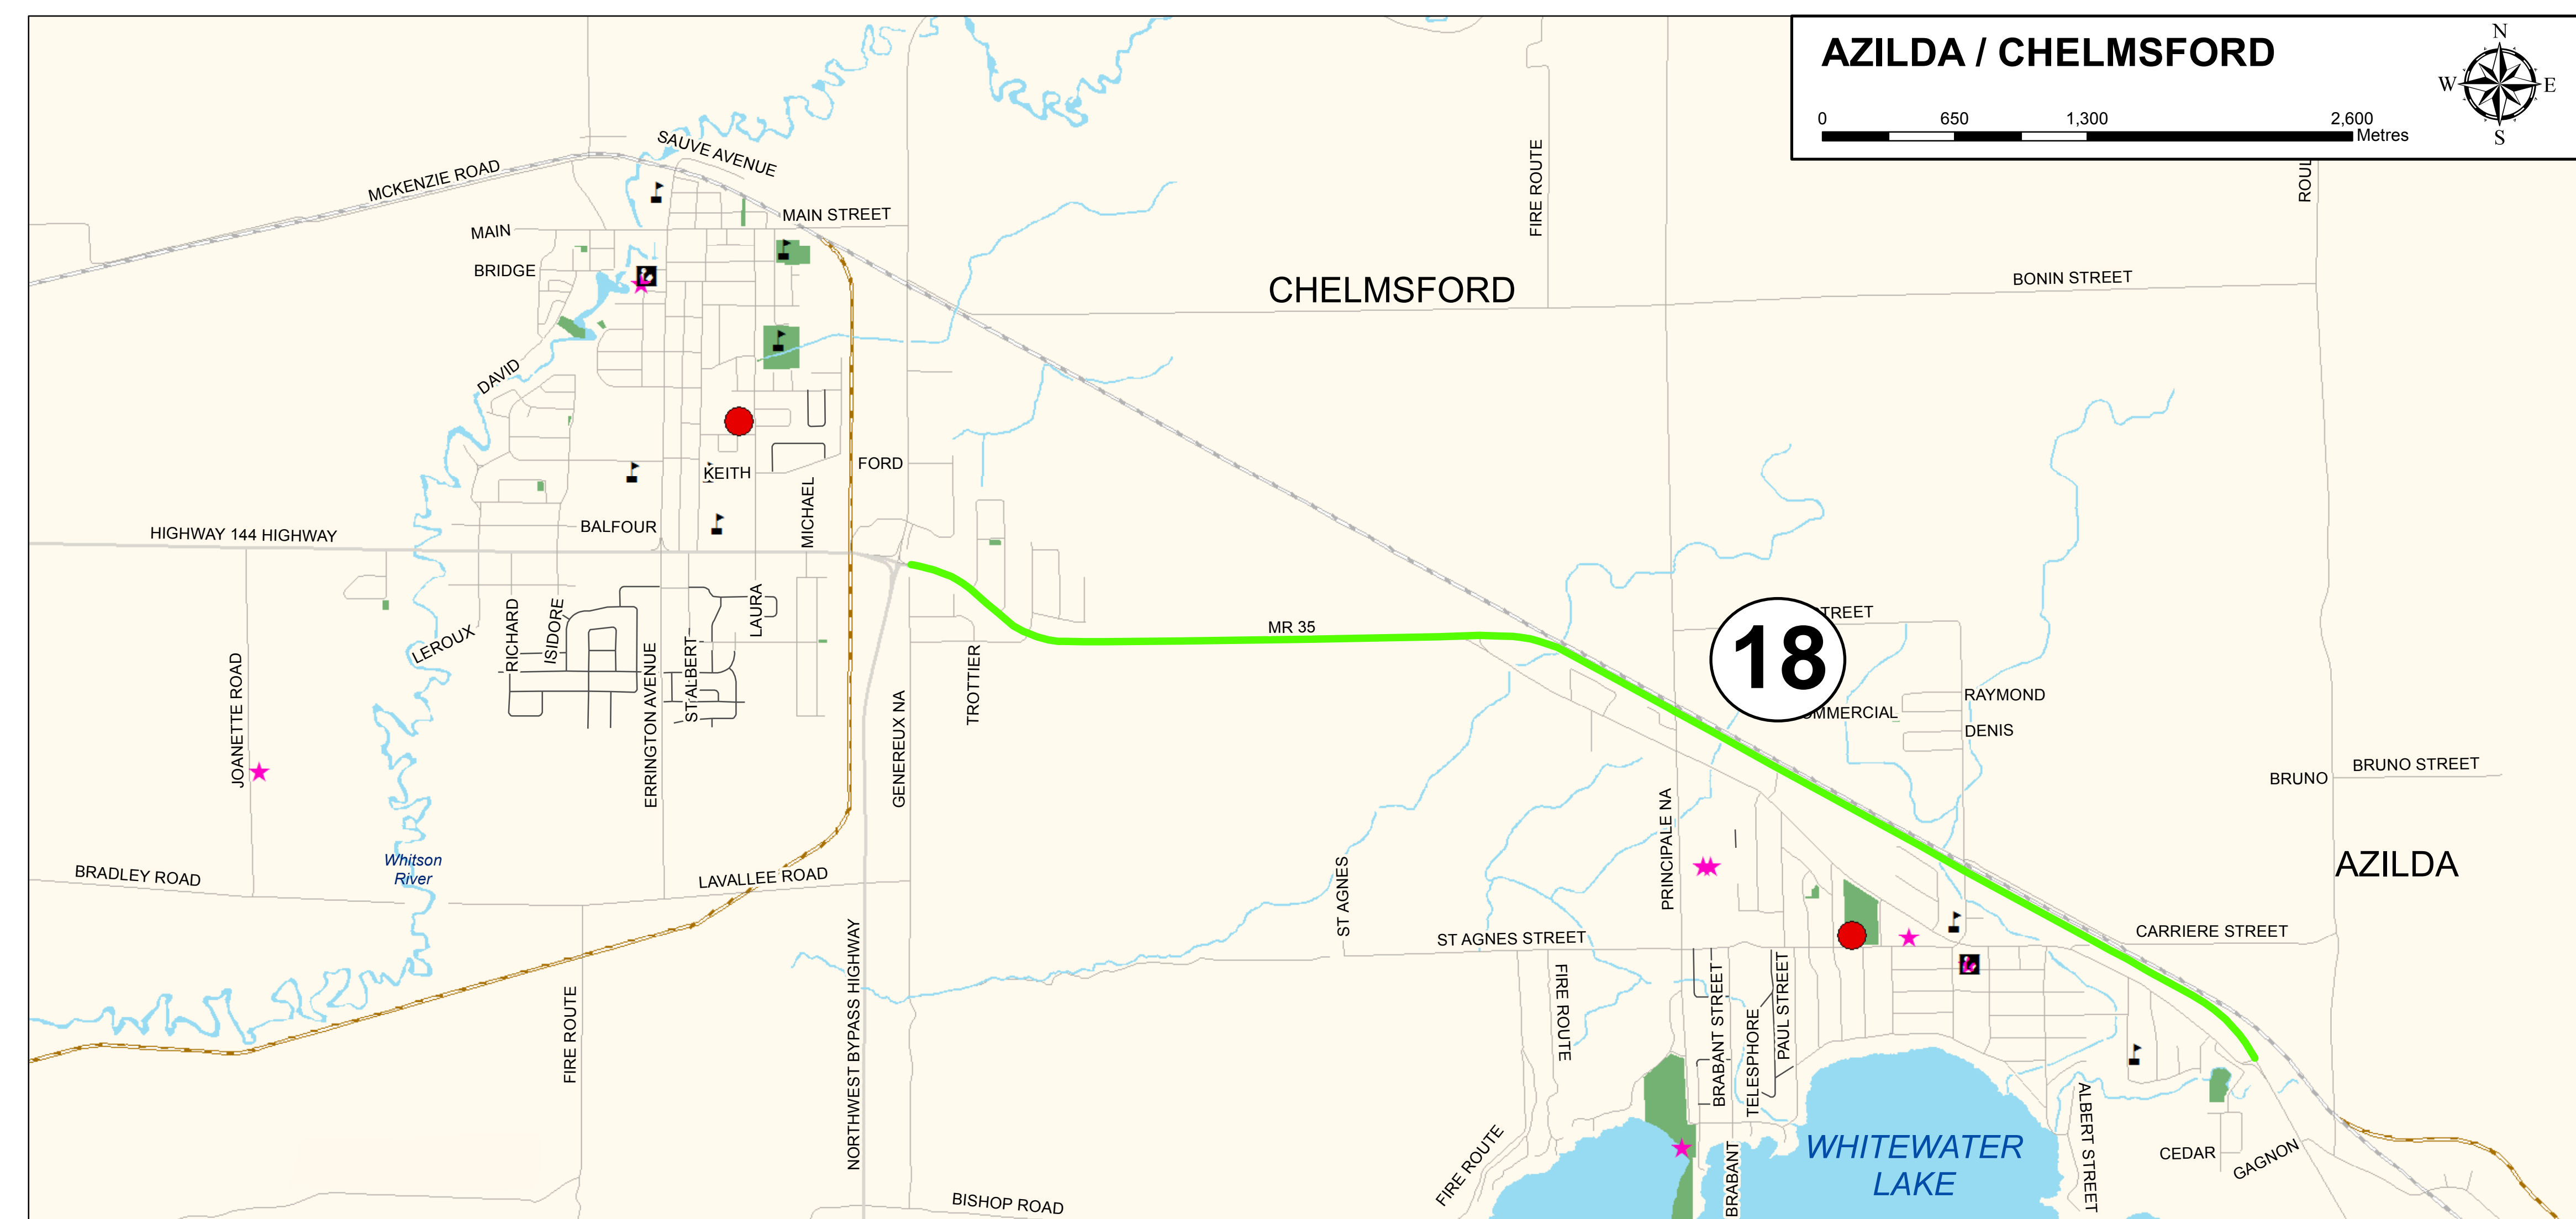 AZILDA / CHELMSFORD
N
W E
S
0 650 1,300 2,600
Metres
SAUVE AVENUE
MCKENZIE ROAD
FIRE ROUTE
MAIN STREET
MAIN
BRIDGE
CHELMSFORD
BONIN STREET
DAVID
KEITH
FORD
MICHAEL
BALFOUR
HIGHWAY 144 HIGHWAY
LAURA
RICHARD
ISIDORE
LEROUX
ST ALBERT
ERRINGTON AVENUE
JOANETTE ROAD
GENEREUX NA
TROTTIER
MR 35
18
RAYMOND
DENIS
BRUNO
BRUNO STREET
PRINCIPALE NA
Whitson
River
BRADLEY ROAD
LAVALLEE ROAD
AZILDA
ST AGNES
ST AGNES STREET
CARRIERE STREET
NORTHWEST BYPASS HIGHWAY
FIRE ROUTE
FIRE ROUTE
BRABANT STREET
TELESPHORE
PAUL STREET
FIRE ROUTE
BRABANT
WHITEWATER
LAKE
ALBERT STREET
CEDAR
GAGNON
BISHOP ROAD